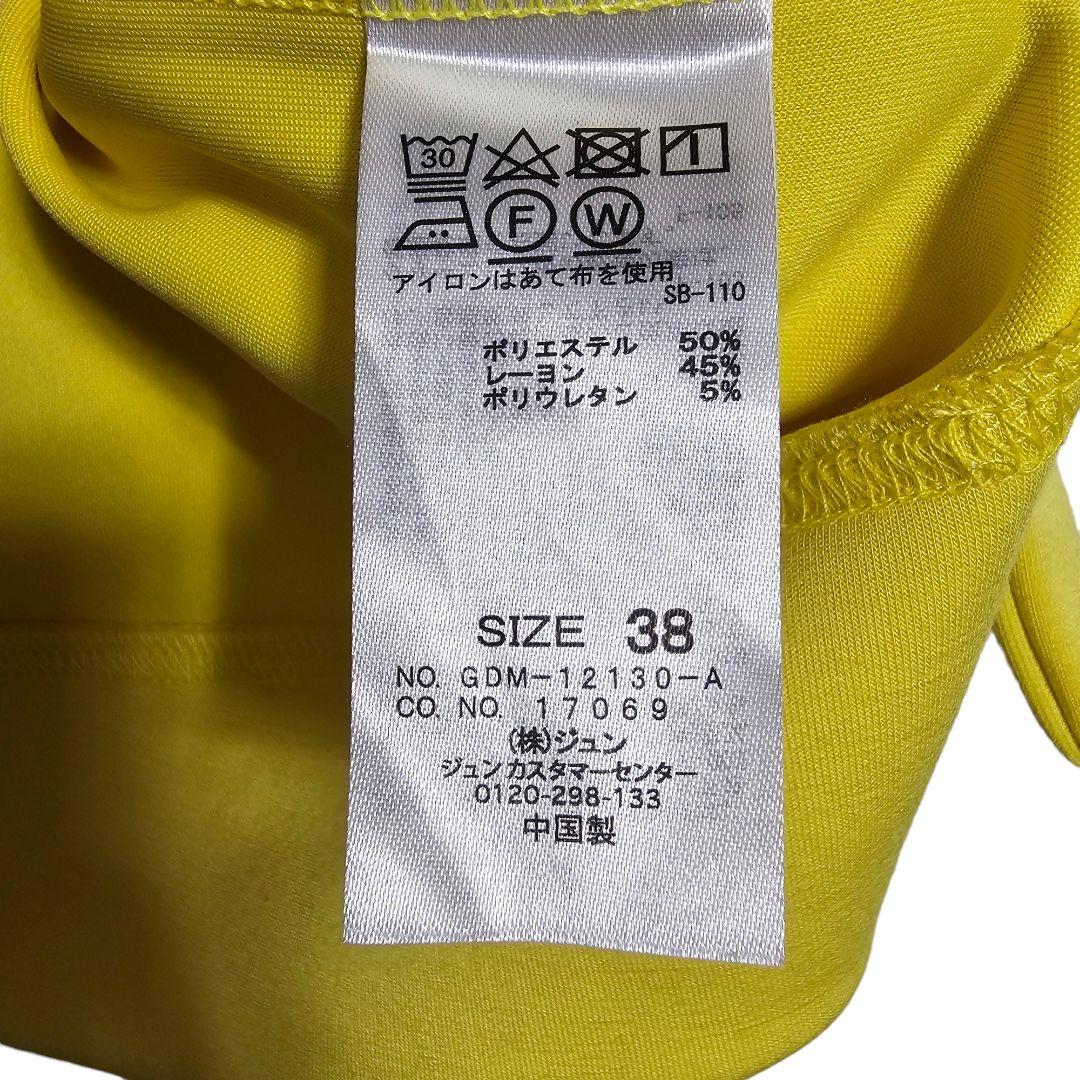 30
F W
アイロンはあて布を使用
SB-110
ポリエステル 50%
レーヨン 45%
ポリウレタン 5%
SIZE 38
NO. GDM-12130-A
CO. NO. 17069
(株)ジュン
ジュンカスタマーセンター
0120-298-133
中国製